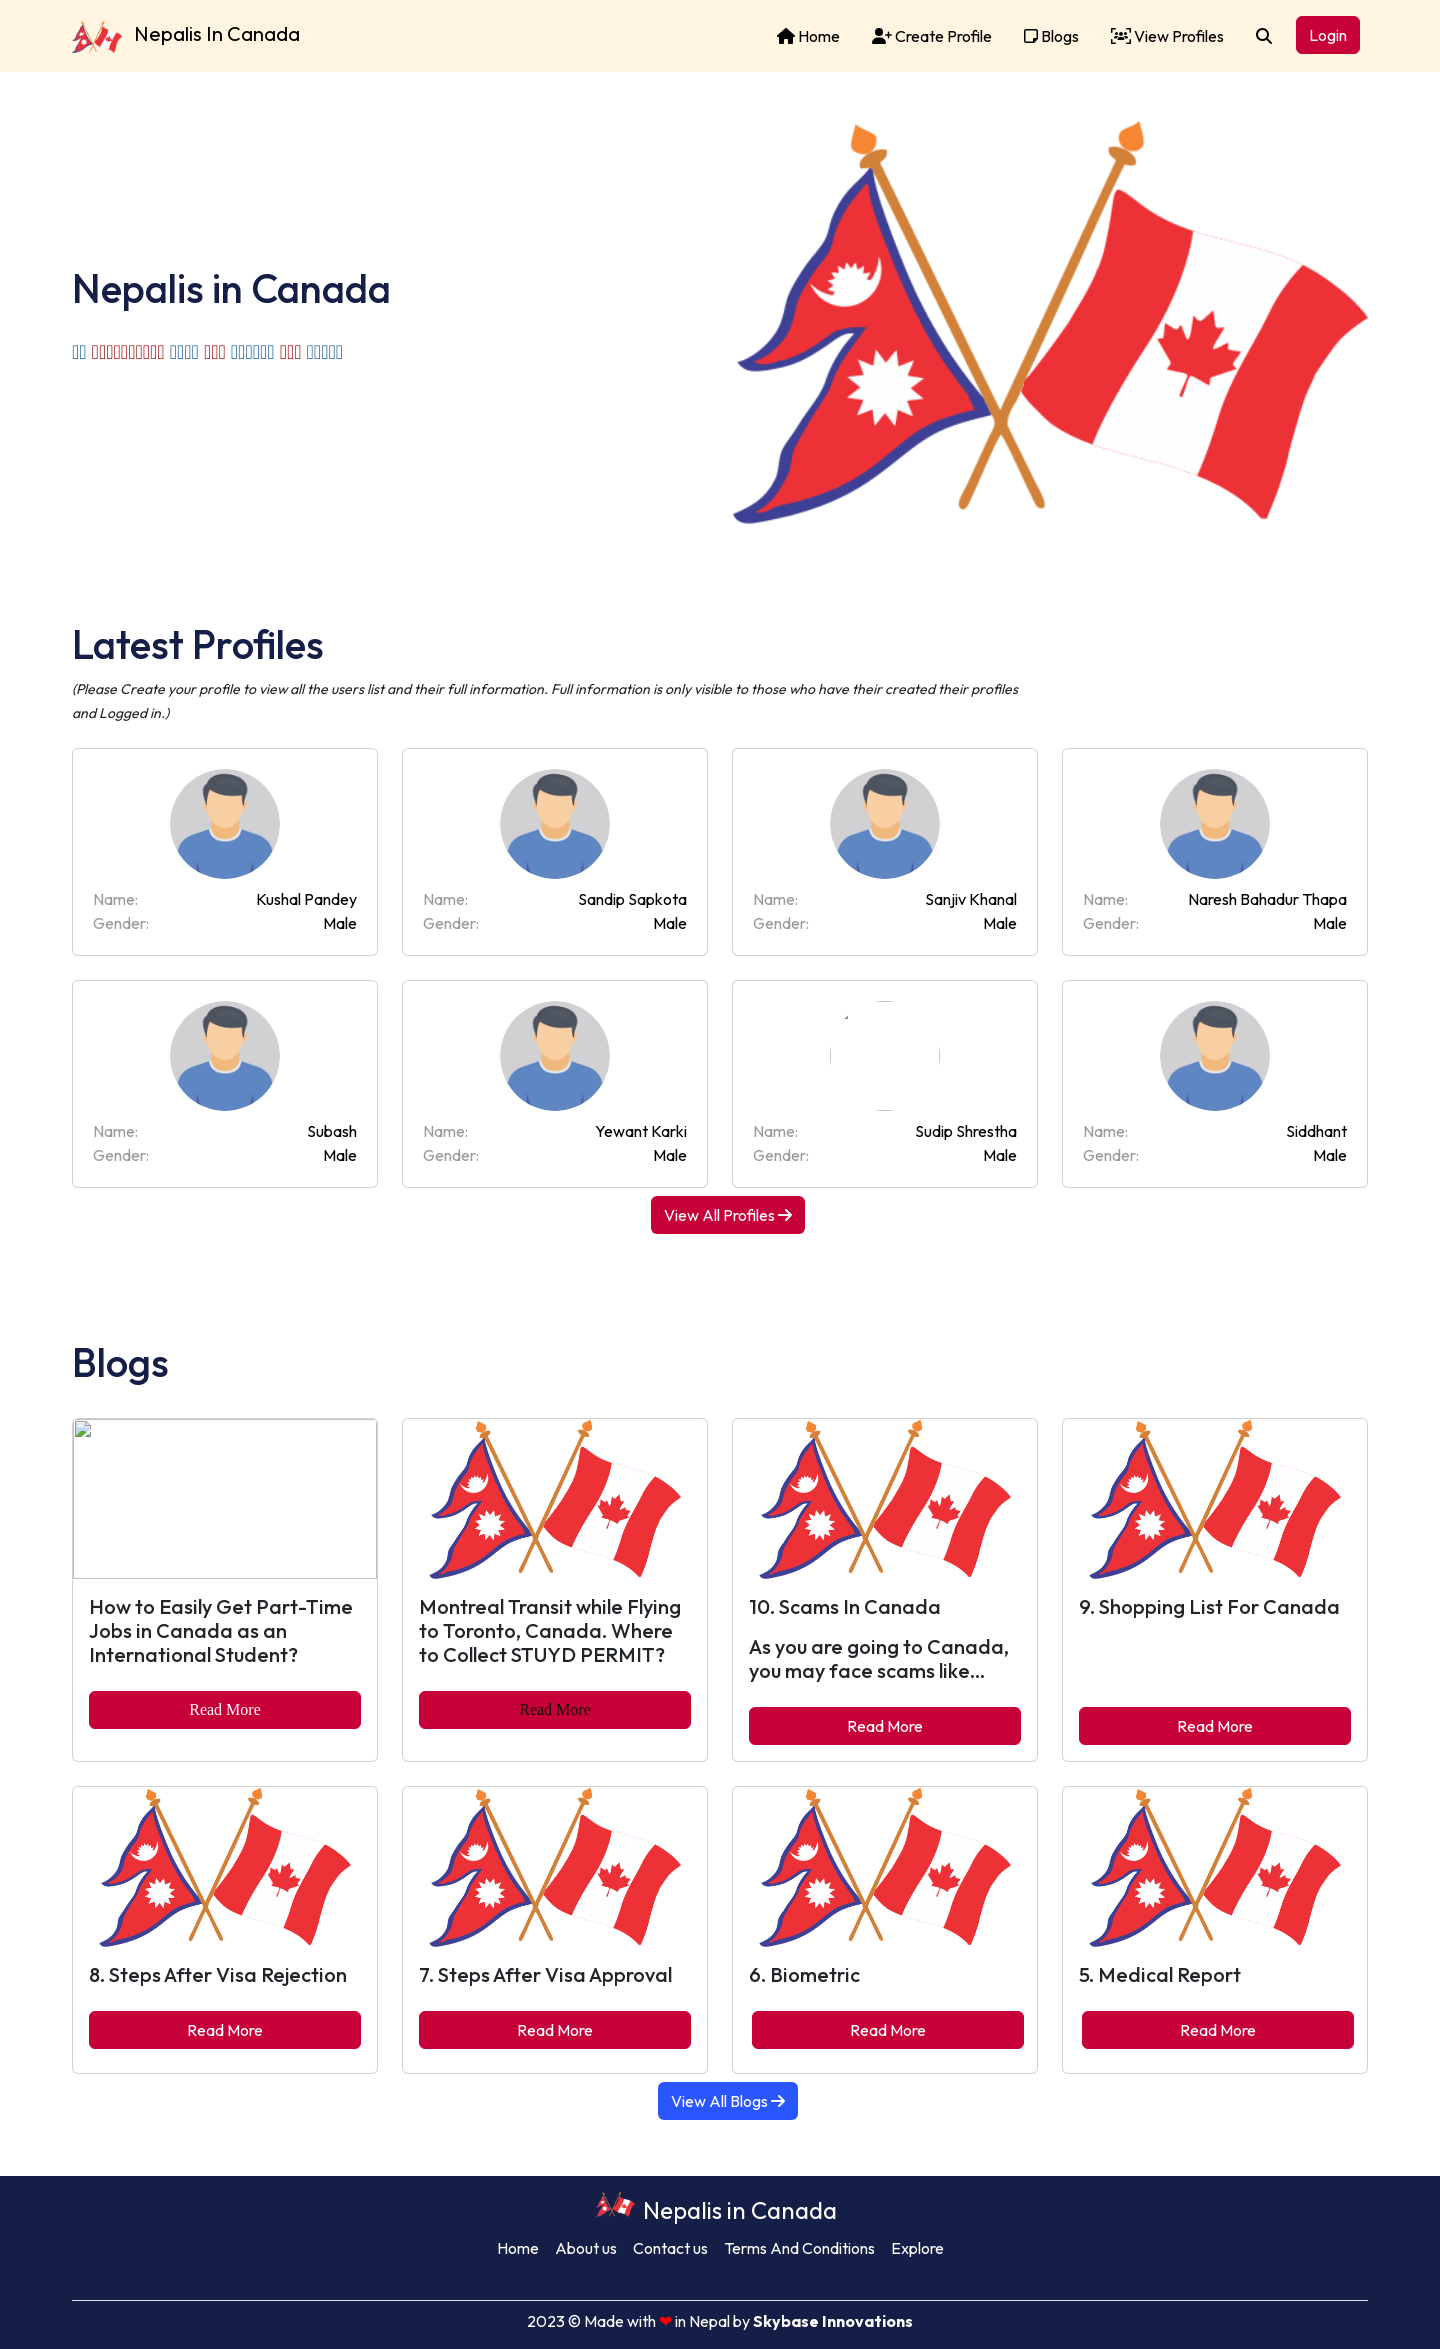 Nepalis In Canada
Home
Create Profile
Blogs
View Profiles
Login
Nepalis in Canada
Latest Profiles
(Please Create your profile to view all the users list and their full information. Full information is only visible to those who have their created their profiles
and Logged in.)
Name: Kushal Pandey
Gender: Male
Name: Sandip Sapkota
Gender: Male
Name: Sanjiv Khanal
Gender: Male
Name: Naresh Bahadur Thapa
Gender: Male
Name: Subash
Gender: Male
Name: Yewant Karki
Gender: Male
Name: Sudip Shrestha
Gender: Male
Name: Siddhant
Gender: Male
View All Profiles
Blogs
How to Easily Get Part-Time
Jobs in Canada as an
International Student?
Read More
Montreal Transit while Flying
to Toronto, Canada. Where
to Collect STUYD PERMIT?
Read More
10. Scams In Canada
As you are going to Canada,
you may face scams like...
Read More
9. Shopping List For Canada
Read More
8. Steps After Visa Rejection
Read More
7. Steps After Visa Approval
Read More
6. Biometric
Read More
5. Medical Report
Read More
View All Blogs
Nepalis in Canada
Home About us Contact us Terms And Conditions Explore
2023 © Made with ❤ in Nepal by Skybase Innovations